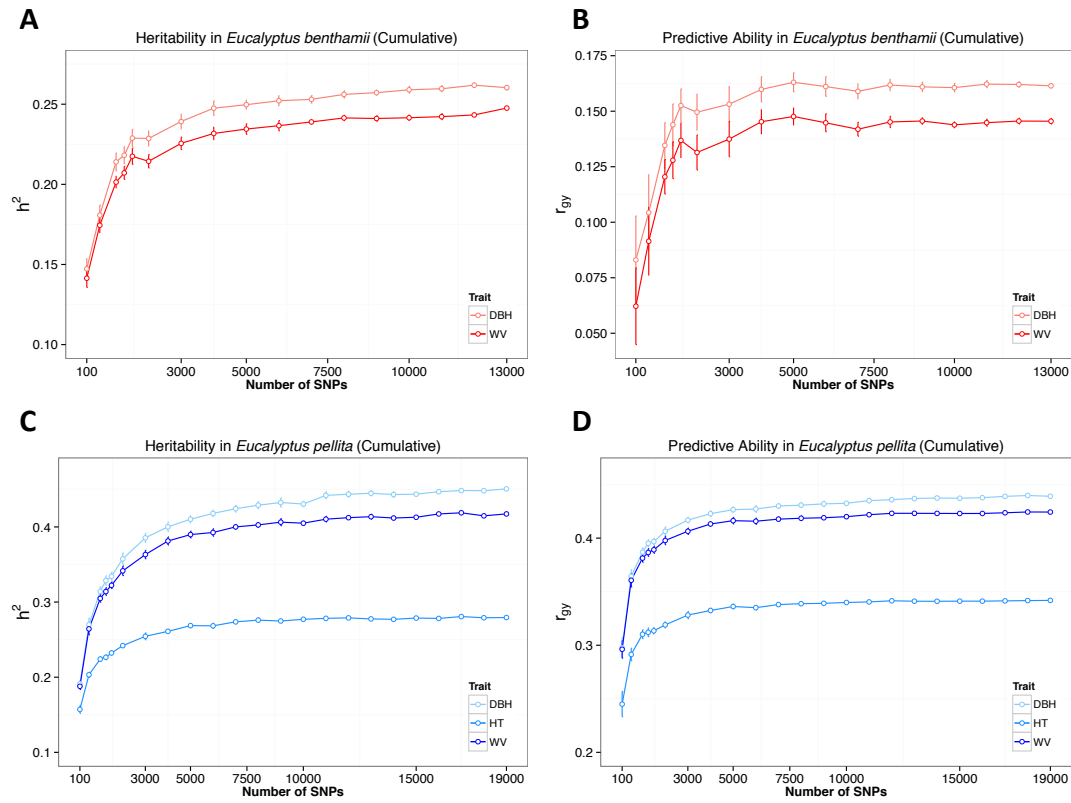 A
Heritability in Eucalyptus benthamii (Cumulative)
h2
0.25
0.20
0.15
0.10
100
3000
5000
10000
13000
Number of SNPs
Trait
DBH
WV
B
Predictive Ability in Eucalyptus benthamii (Cumulative)
rgy
0.175
0.150
0.125
0.100
0.075
0.050
100
3000
5000
10000
13000
Number of SNPs
Trait
DBH
WV
C
Heritability in Eucalyptus pellita (Cumulative)
h2
0.4
0.3
0.2
0.1
100
3000
5000
10000
15000
19000
Number of SNPs
Trait
DBH
HT
WV
D
Predictive Ability in Eucalyptus pellita (Cumulative)
rgy
0.4
0.3
0.2
100
3000
5000
10000
15000
19000
Number of SNPs
Trait
DBH
HT
WV